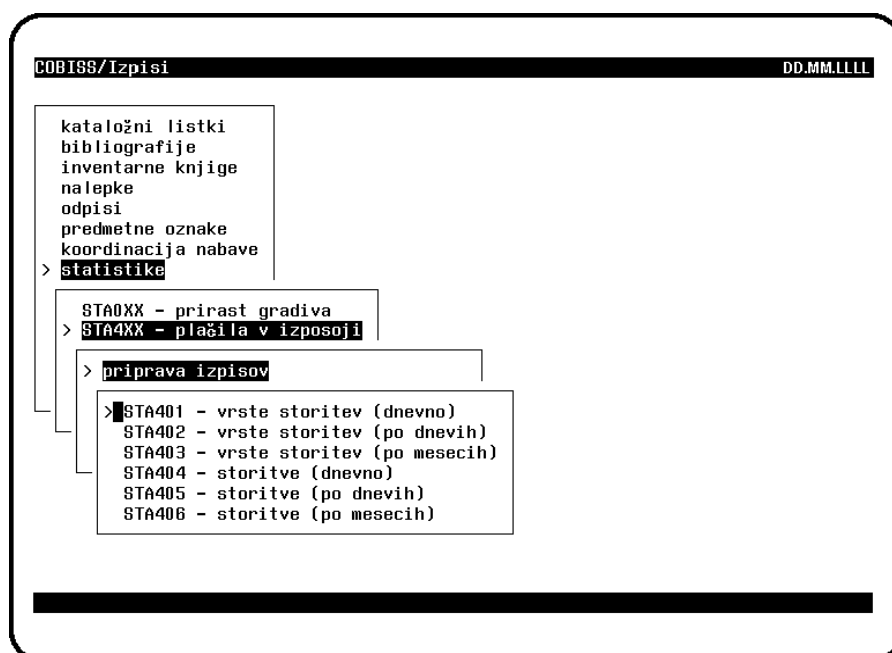 COBISS/Izpisi DD.MM.LLLL
kataložni listki
bibliografije
inventarne knjige
nalepke
odpisi
predmetne oznake
koordinacija nabave
> statistike
STA0XX - prirast gradiva
> STA4XX - plačila v izposoji
> priprava izpisov
> STA401 - vrste storitev (dnevno)
STA402 - vrste storitev (po dnevih)
STA403 - vrste storitev (po mesecih)
STA404 - storitve (dnevno)
STA405 - storitve (po dnevih)
STA406 - storitve (po mesecih)